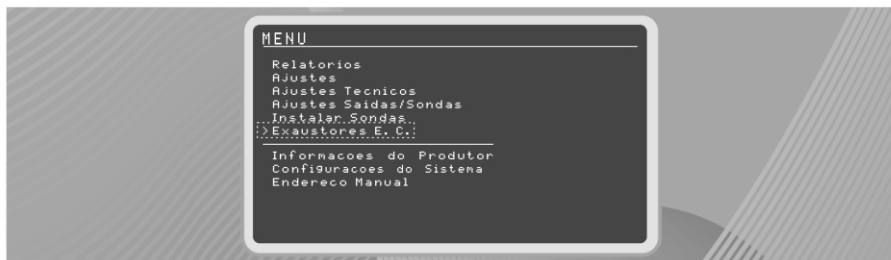 MENU
Relatorios
Ajustes
Ajustes Tecnicos
Ajustes Saidas/Sondas
Instalar Sondas
>Exaustores E. C.
Informacoes do Produtor
Configuracoes do Sistema
Endereco Manual